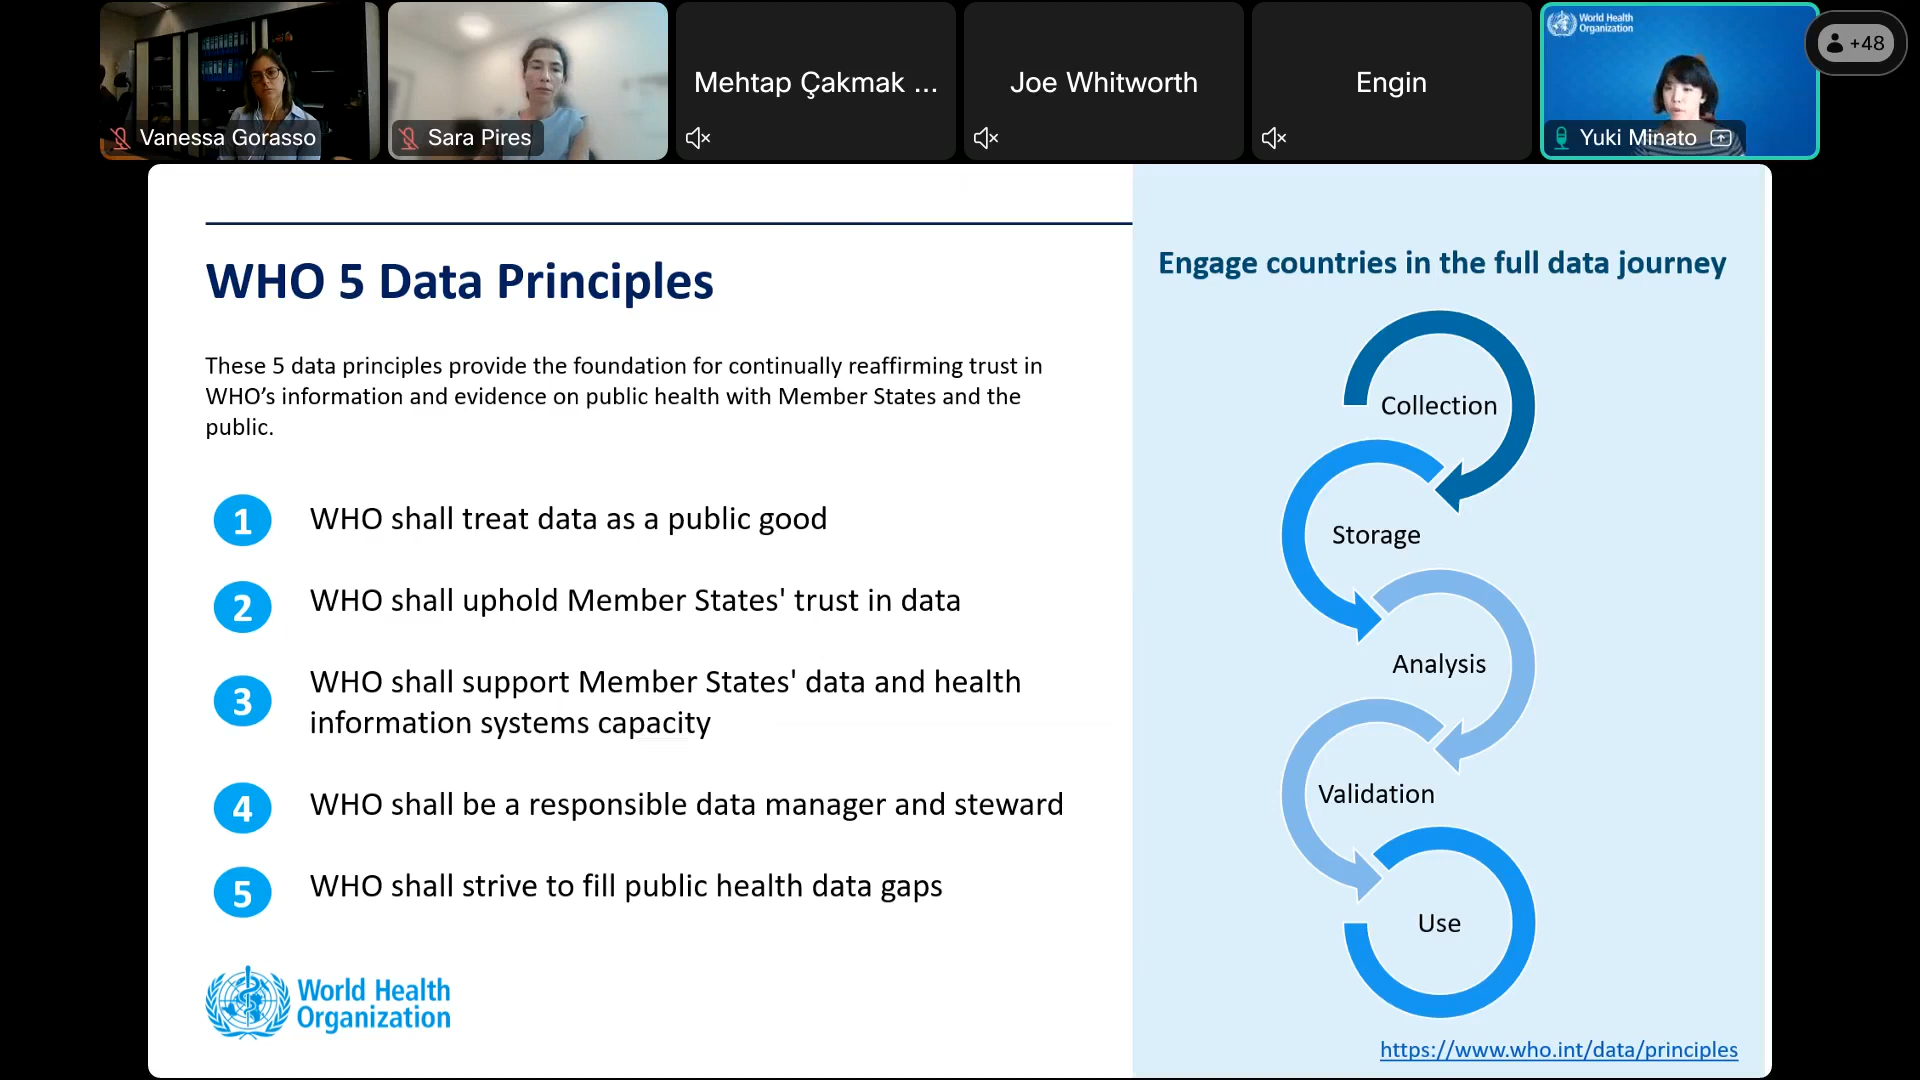 Vanessa Gorasso
Sara Pires
Mehtap Çakmak ...
Joe Whitworth
Engin
World Health
Organization
Yuki Minato
+48
WHO 5 Data Principles
These 5 data principles provide the foundation for continually reaffirming trust in
WHO’s information and evidence on public health with Member States and the
public.
1 WHO shall treat data as a public good
2 WHO shall uphold Member States' trust in data
3 WHO shall support Member States' data and health
information systems capacity
4 WHO shall be a responsible data manager and steward
5 WHO shall strive to fill public health data gaps
World Health
Organization
Engage countries in the full data journey
Collection
Storage
Analysis
Validation
Use
https://www.who.int/data/principles